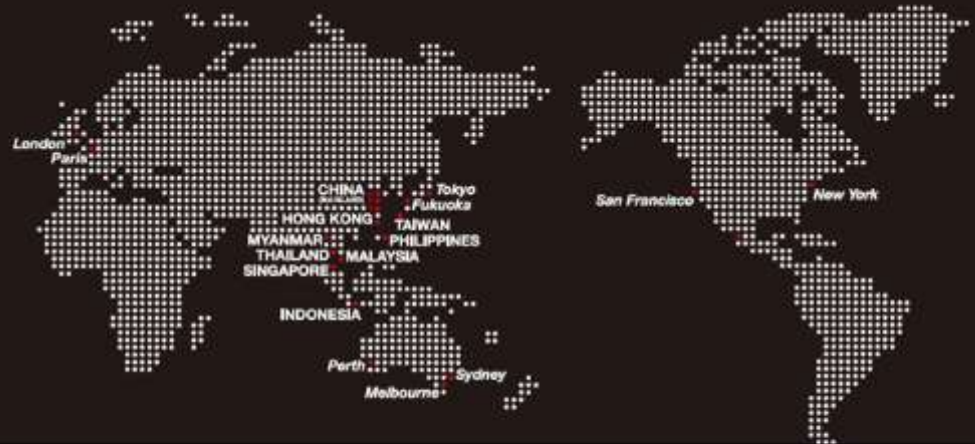 London
Paris
CHINA
Tokyo
Fukuoka
San Francisco
New York
HONG KONG
TAIWAN
MYANMAR
PHILIPPINES
THAILAND
MALAYSIA
SINGAPORE
INDONESIA
Perth
Sydney
Melbourne